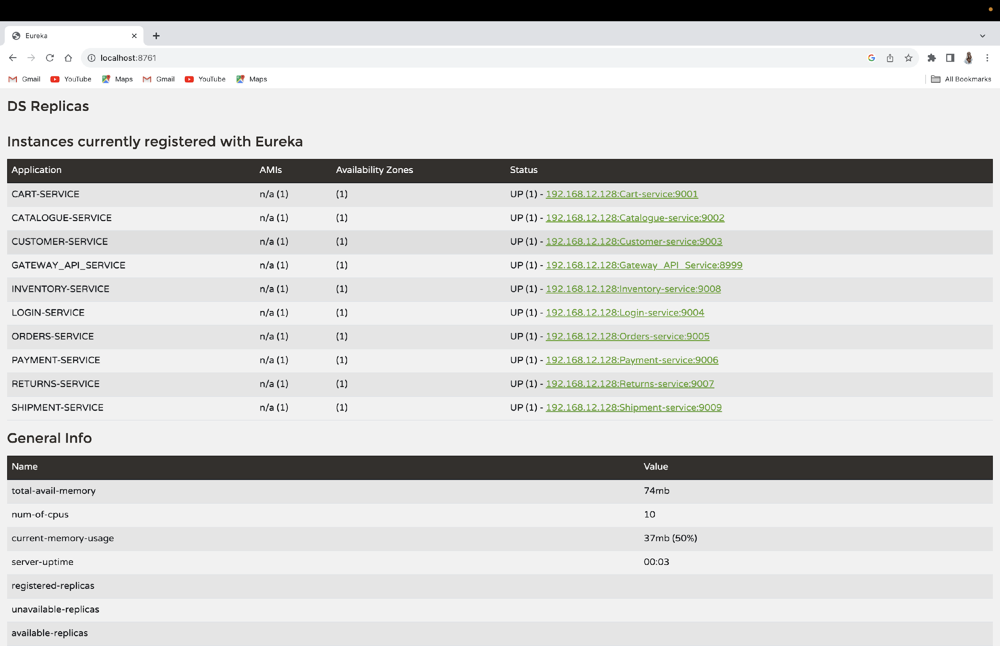 Eureka
localhost:8761
Gmail YouTube Maps Gmail YouTube Maps All Bookmarks
DS Replicas
Instances currently registered with Eureka
Application AMIs Availability Zones Status
CART-SERVICE n/a (1) (1) UP (1) - 192.168.12.128:Cart-service:9001
CATALOGUE-SERVICE n/a (1) (1) UP (1) - 192.168.12.128:Catalogue-service:9002
CUSTOMER-SERVICE n/a (1) (1) UP (1) - 192.168.12.128:Customer-service:9003
GATEWAY_API_SERVICE n/a (1) (1) UP (1) - 192.168.12.128:Gateway_API_Service:8999
INVENTORY-SERVICE n/a (1) (1) UP (1) - 192.168.12.128:Inventory-service:9008
LOGIN-SERVICE n/a (1) (1) UP (1) - 192.168.12.128:Login-service:9004
ORDERS-SERVICE n/a (1) (1) UP (1) - 192.168.12.128:Orders-service:9005
PAYMENT-SERVICE n/a (1) (1) UP (1) - 192.168.12.128:Payment-service:9006
RETURNS-SERVICE n/a (1) (1) UP (1) - 192.168.12.128:Returns-service:9007
SHIPMENT-SERVICE n/a (1) (1) UP (1) - 192.168.12.128:Shipment-service:9009
General Info
Name Value
total-avail-memory 74mb
num-of-cpus 10
current-memory-usage 37mb (50%)
server-uptime 00:03
registered-replicas
unavailable-replicas
available-replicas